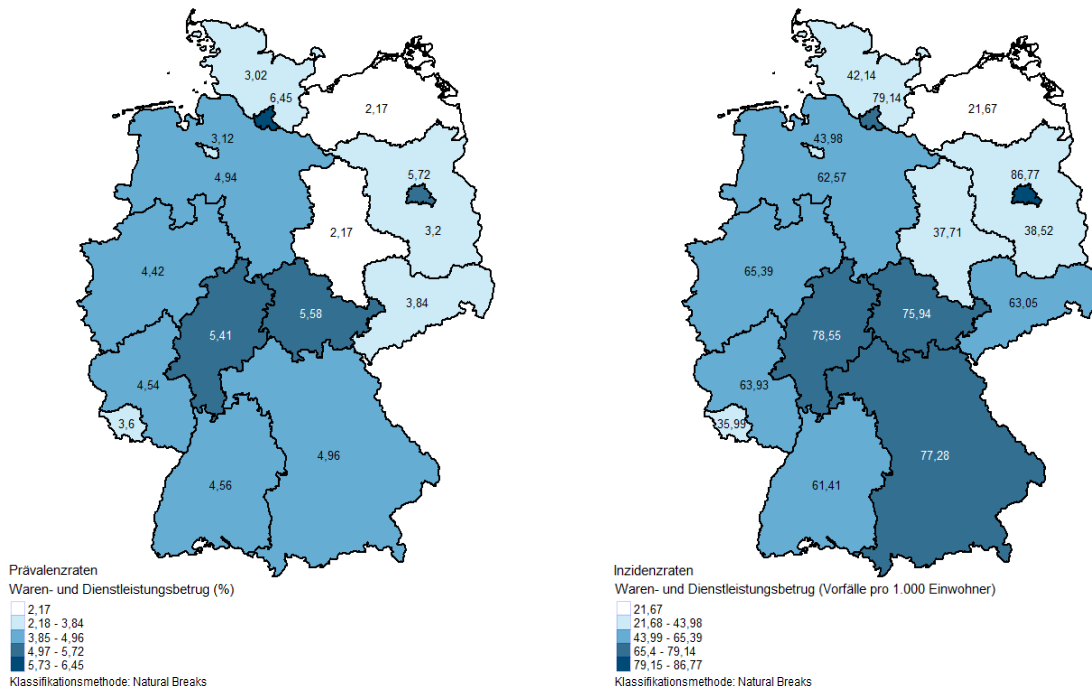 3,02
6,45
2,17
3,12
5,72
4,94
3,2
2,17
4,42
3,84
5,58
5,41
4,54
3,6
4,96
4,56
Prävalenzraten
Waren- und Dienstleistungsbetrug (%)
2,17
2,18 - 3,84
3,85 - 4,96
4,97 - 5,72
5,73 - 6,45
Klassifikationsmethode: Natural Breaks
42,14
79,14
21,67
43,98
86,77
62,57
38,52
37,71
65,39
63,05
75,94
78,55
63,93
35,99
77,28
61,41
Inzidenzraten
Waren- und Dienstleistungsbetrug (Vorfälle pro 1.000 Einwohner)
21,67
21,68 - 43,98
43,99 - 65,39
65,4 - 79,14
79,15 - 86,77
Klassifikationsmethode: Natural Breaks